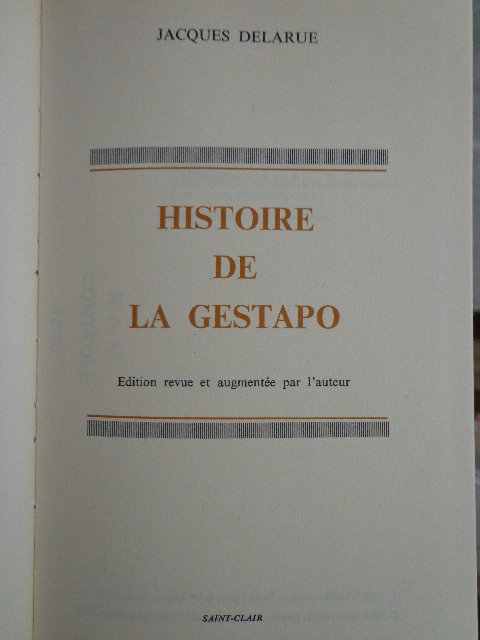 JACQUES DELARUE
HISTOIRE
DE
LA GESTAPO
Edition revue et augmentée par l'auteur
SAINT-CLAIR